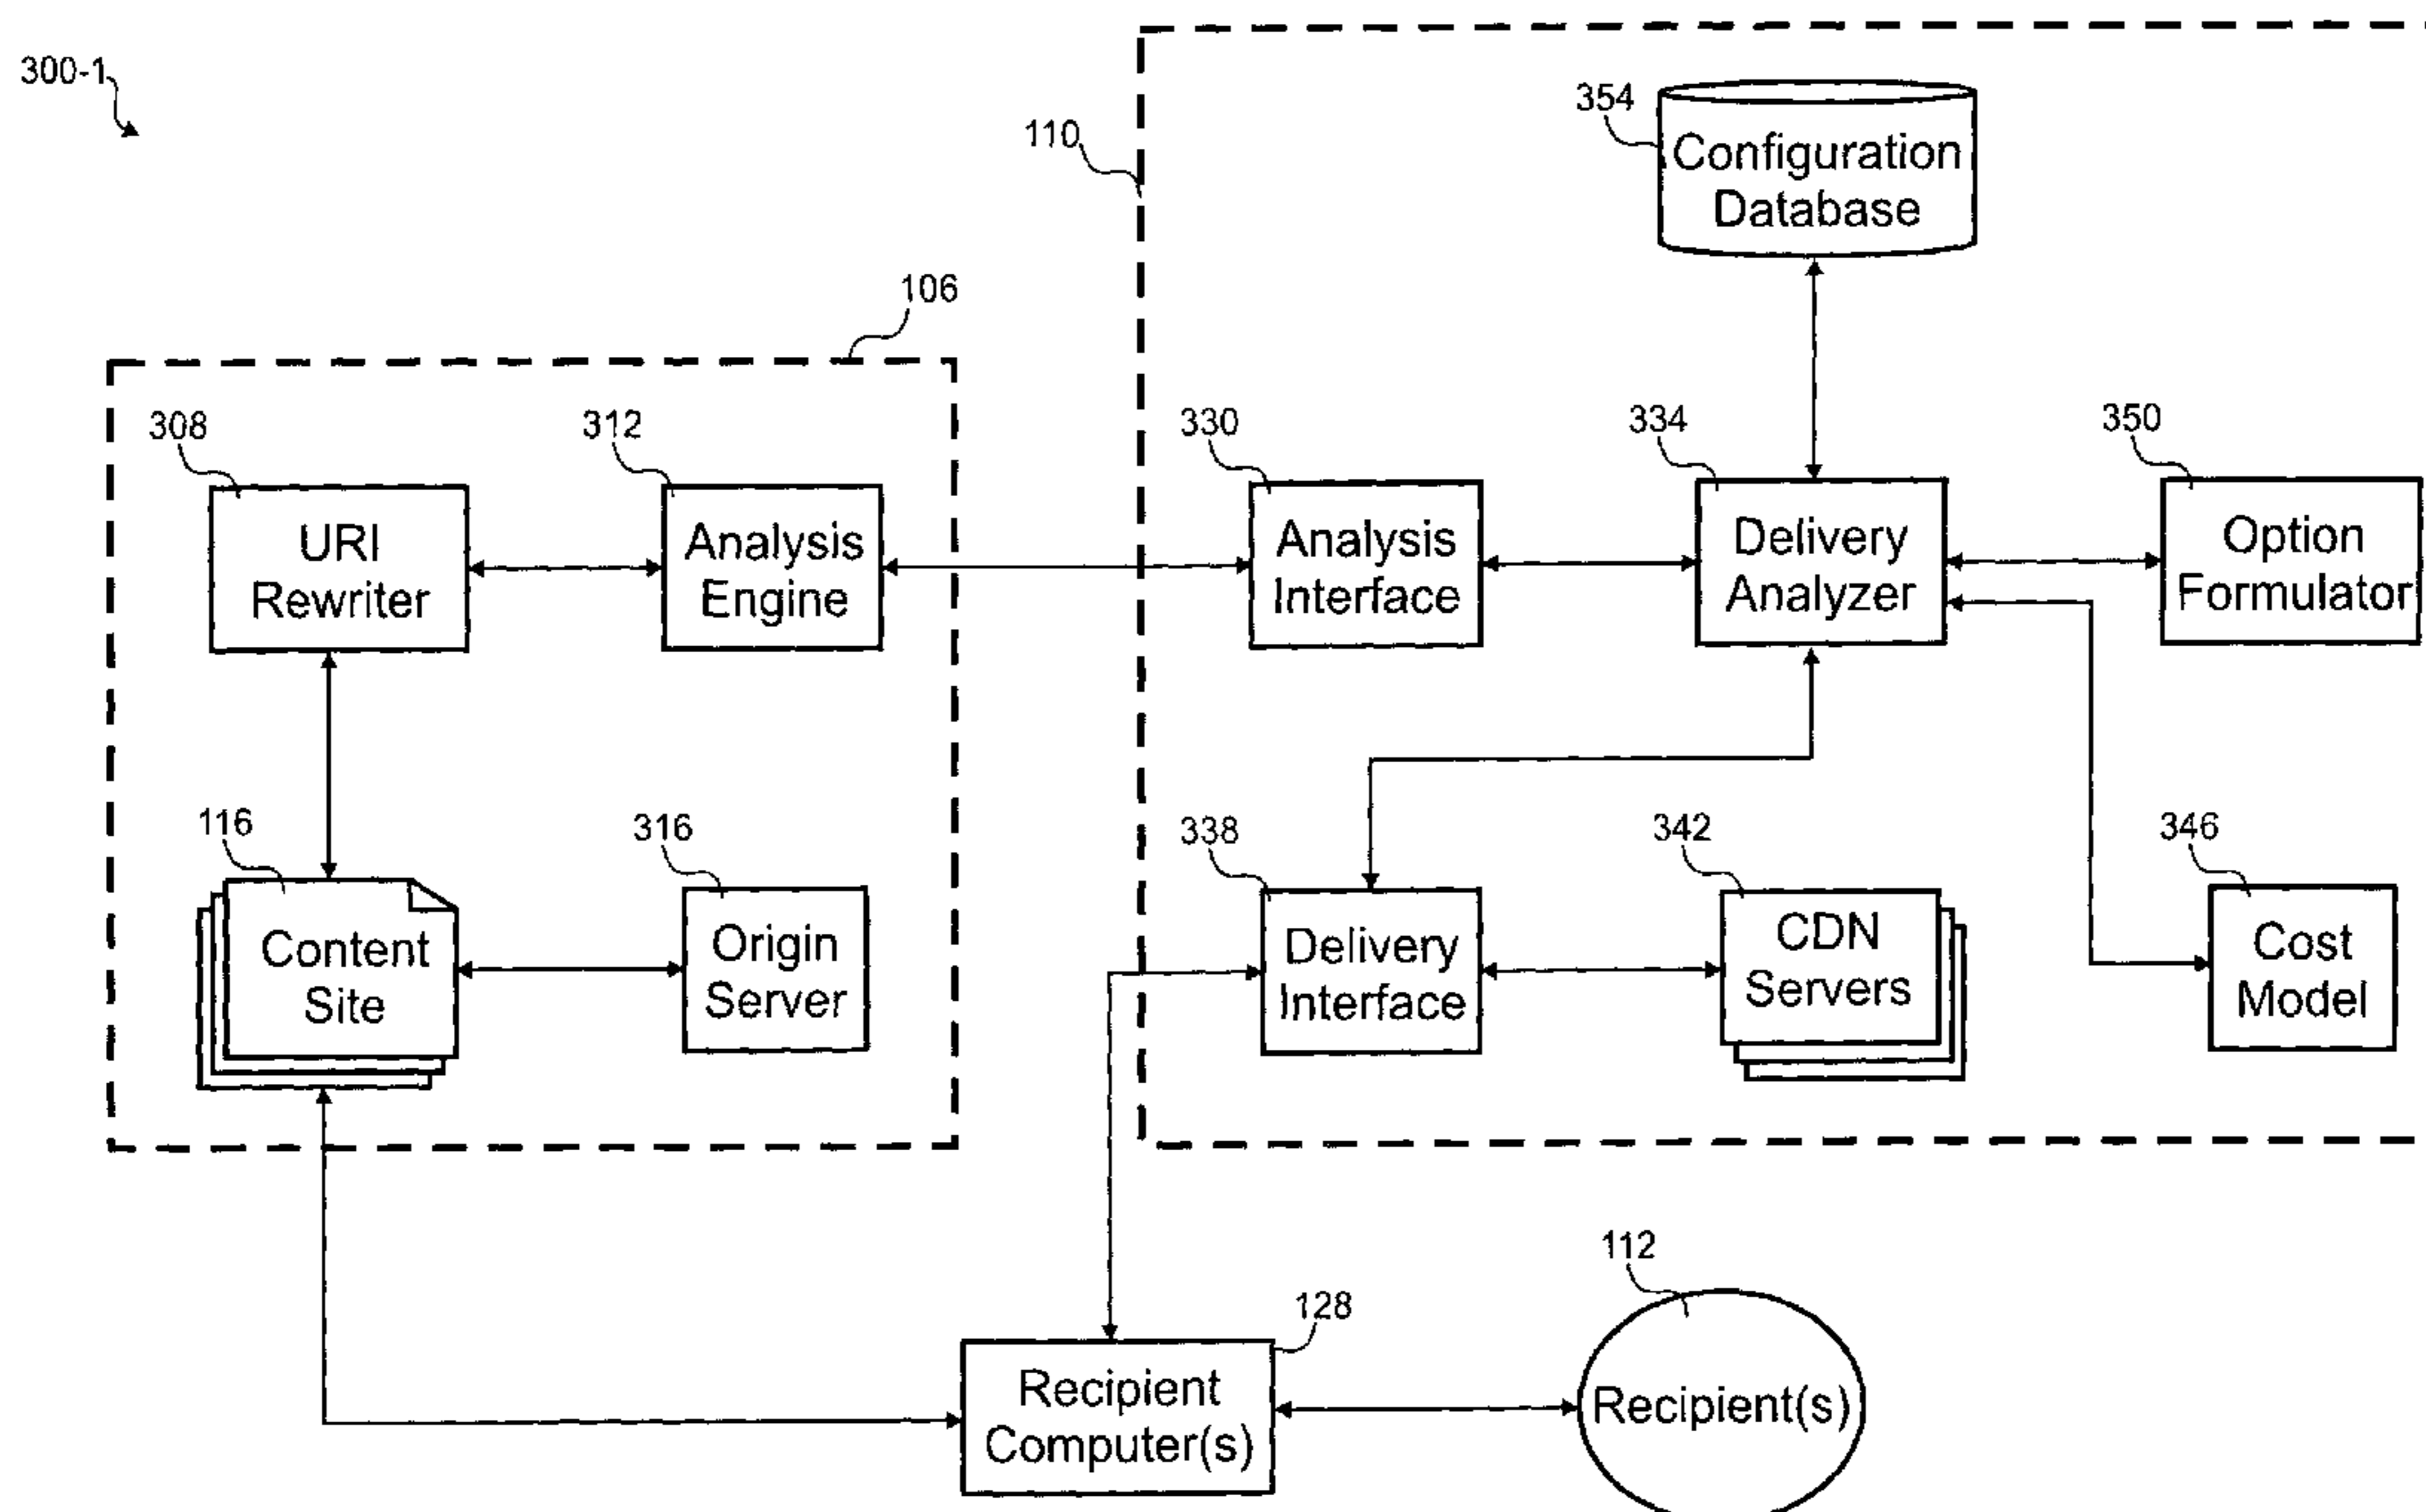 300-1
354
Configuration
Database
110
106
308
URI
Rewriter
312
Analysis
Engine
330
Analysis
Interface
334
Delivery
Analyzer
350
Option
Formulator
116
Content
Site
316
Origin
Server
338
Delivery
Interface
342
CDN
Servers
346
Cost
Model
128
Recipient
Computer(s)
112
Recipient(s)